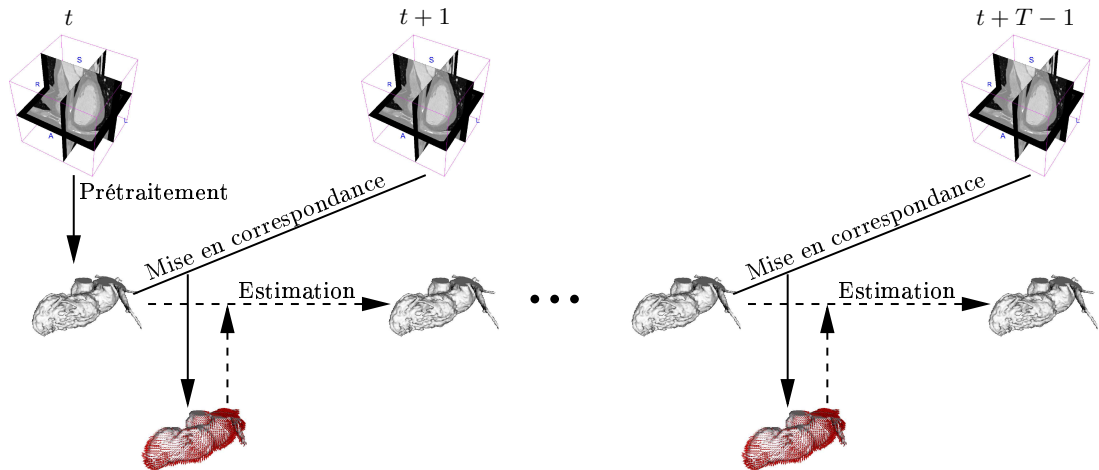 t
t + 1
t + T − 1
S
R
L
A
S
R
L
A
S
R
L
A
Prétraitement
Mise en correspondance
Mise en correspondance
Estimation
Estimation